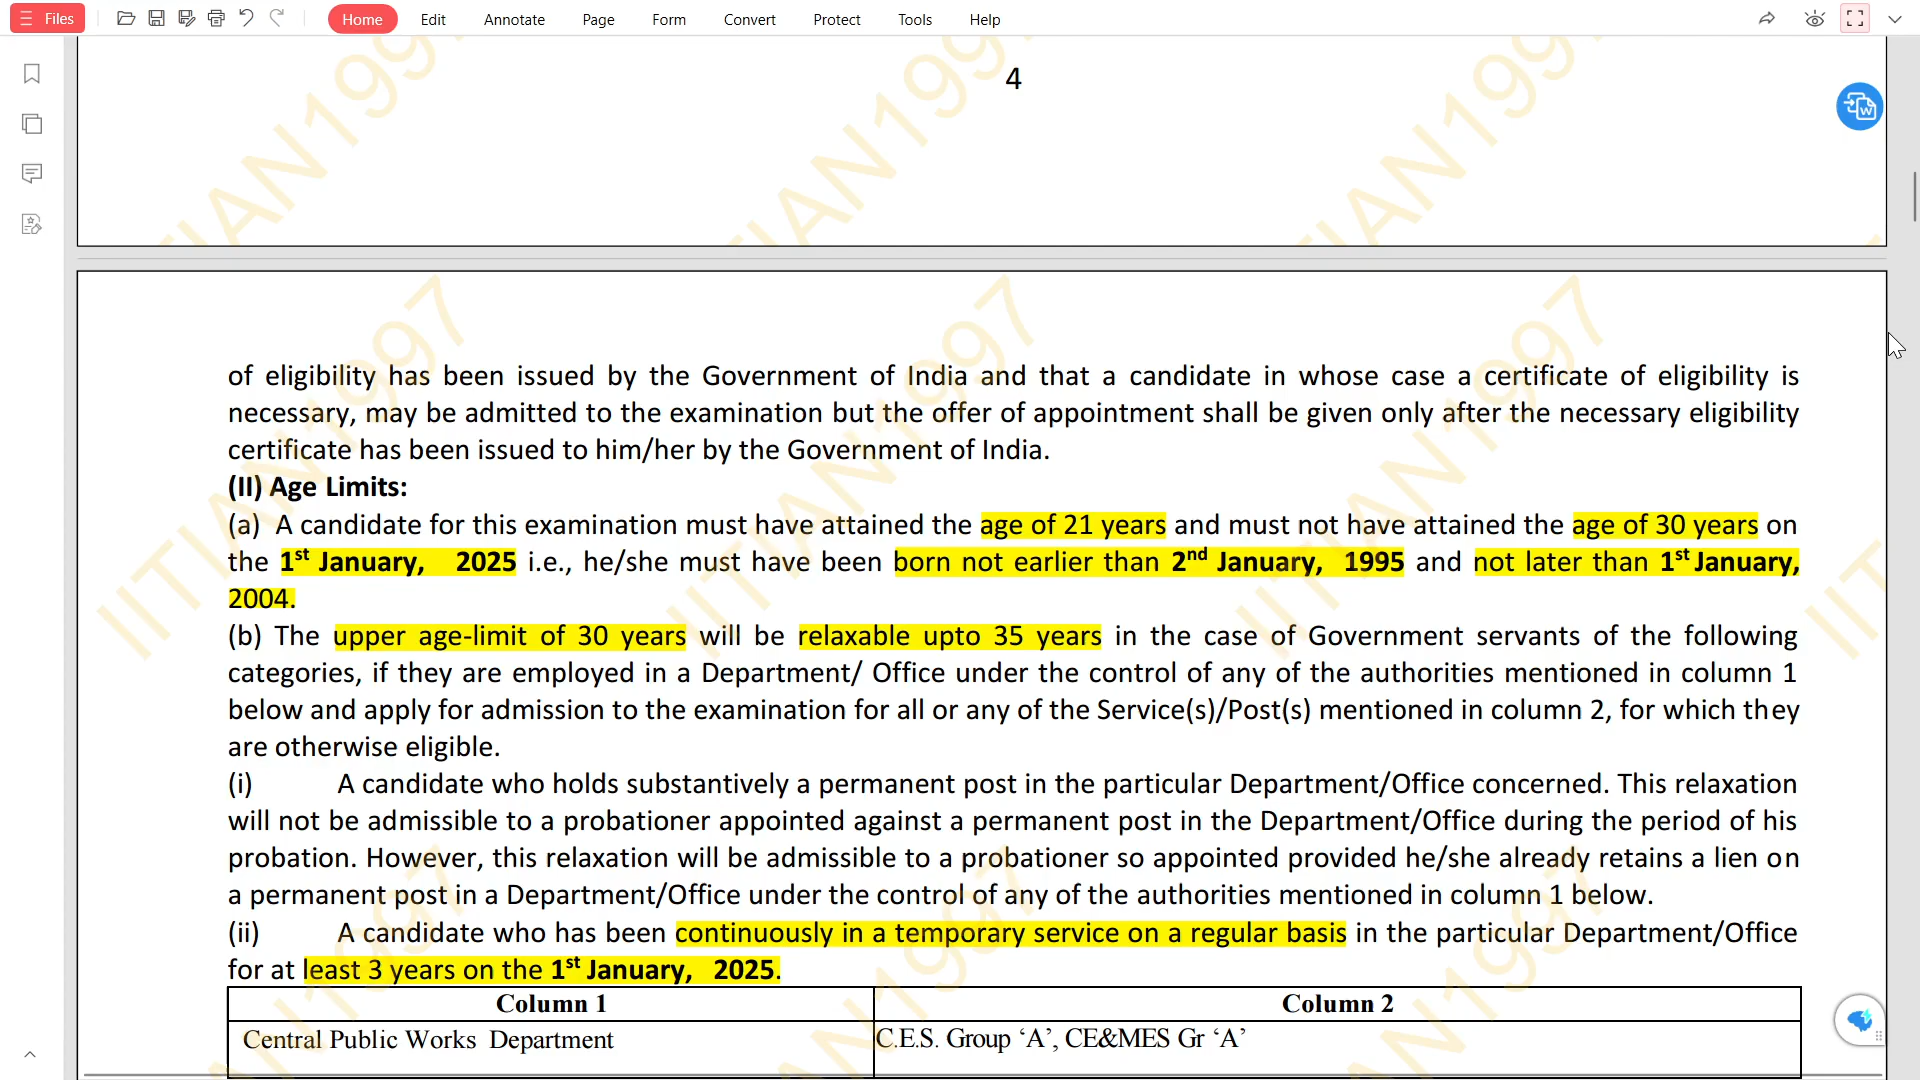 Files Home Edit Annotate Page Form Convert Protect Tools Help
4
of eligibility has been issued by the Government of India and that a candidate in whose case a certificate of eligibility is
necessary, may be admitted to the examination but the offer of appointment shall be given only after the necessary eligibility
certificate has been issued to him/her by the Government of India.
(II) Age Limits:
(a) A candidate for this examination must have attained the age of 21 years and must not have attained the age of 30 years on
the 1st January, 2025 i.e., he/she must have been born not earlier than 2nd January, 1995 and not later than 1st January,
2004.
(b) The upper age-limit of 30 years will be relaxable upto 35 years in the case of Government servants of the following
categories, if they are employed in a Department/ Office under the control of any of the authorities mentioned in column 1
below and apply for admission to the examination for all or any of the Service(s)/Post(s) mentioned in column 2, for which they
are otherwise eligible.
(i) A candidate who holds substantively a permanent post in the particular Department/Office concerned. This relaxation
will not be admissible to a probationer appointed against a permanent post in the Department/Office during the period of his
probation. However, this relaxation will be admissible to a probationer so appointed provided he/she already retains a lien on
a permanent post in a Department/Office under the control of any of the authorities mentioned in column 1 below.
(ii) A candidate who has been continuously in a temporary service on a regular basis in the particular Department/Office
for at least 3 years on the 1st January, 2025.
Column 1 Column 2
Central Public Works Department C.E.S. Group ‘A’, CE&MES Gr ‘A’
IITIAN1997
IITIAN1997
IITIAN1997